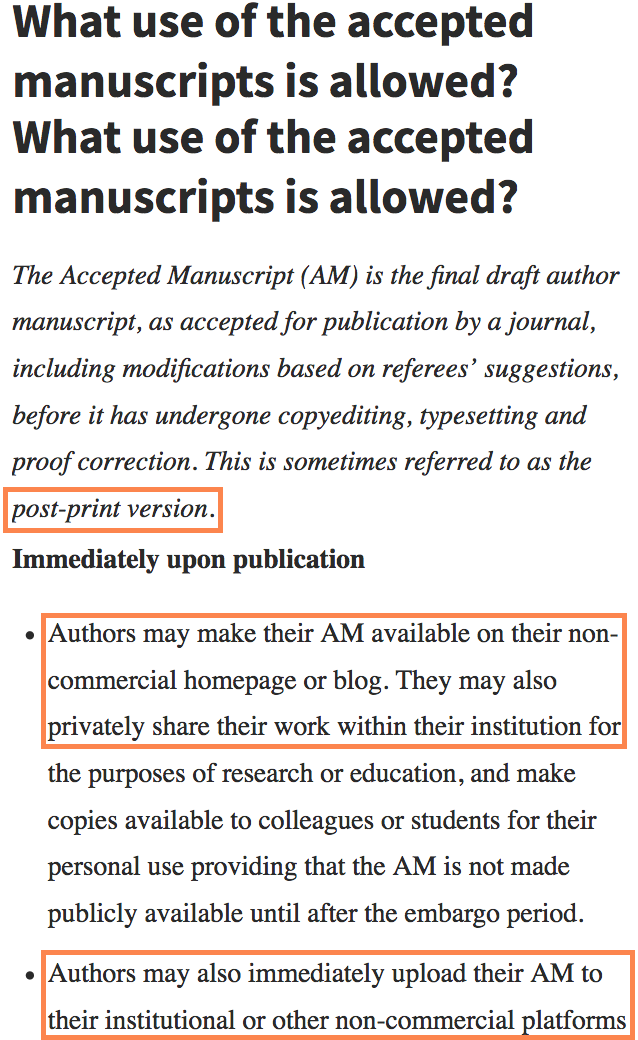 What use of the accepted
manuscripts is allowed?
What use of the accepted
manuscripts is allowed?
The Accepted Manuscript (AM) is the final draft author
manuscript, as accepted for publication by a journal,
including modifications based on referees’ suggestions,
before it has undergone copyediting, typesetting and
proof correction. This is sometimes referred to as the
post-print version.
Immediately upon publication
• Authors may make their AM available on their non-
commercial homepage or blog. They may also
privately share their work within their institution for
the purposes of research or education, and make
copies available to colleagues or students for their
personal use providing that the AM is not made
publicly available until after the embargo period.
• Authors may also immediately upload their AM to
their institutional or other non-commercial platforms